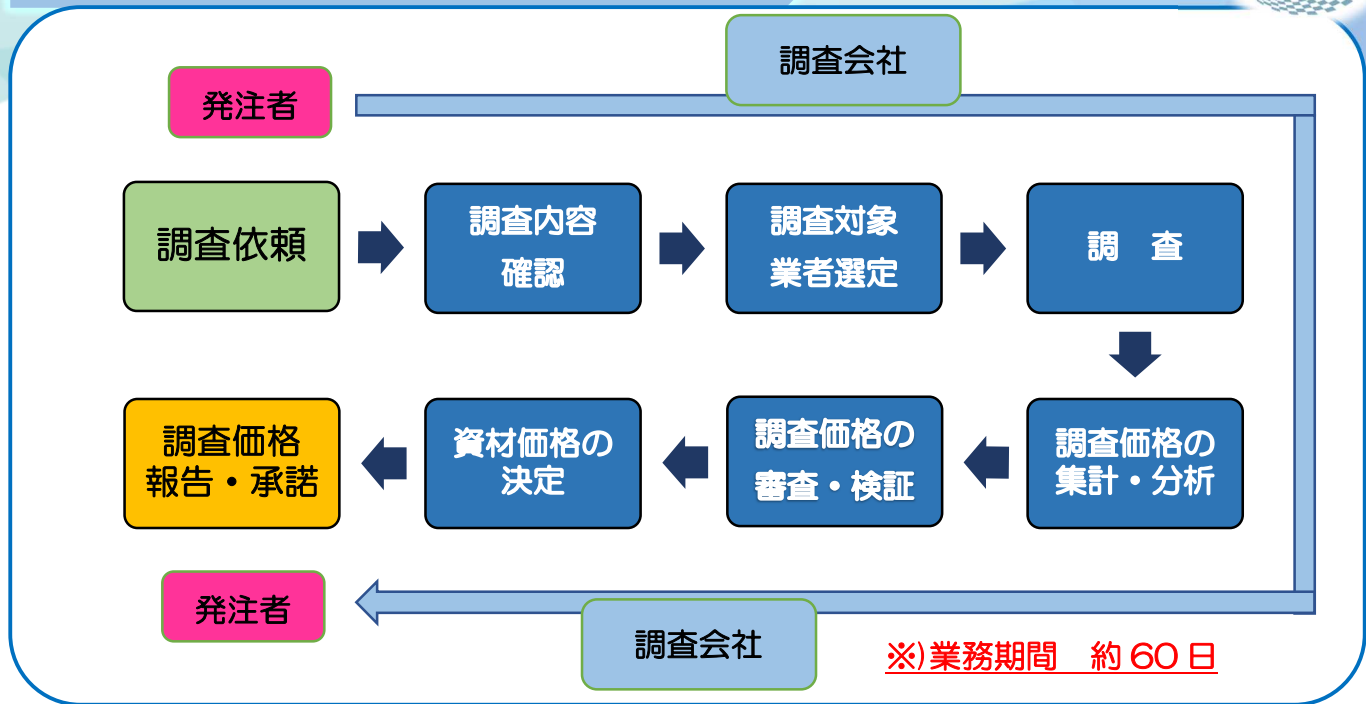 調査会社
発注者
調査依頼
調査内容
確認
調査対象
業者選定
調　査
調査価格
報告・承諾
資材価格の
決定
調査価格の
審査・検証
調査価格の
集計・分析
発注者
調査会社
※)業務期間　約60日